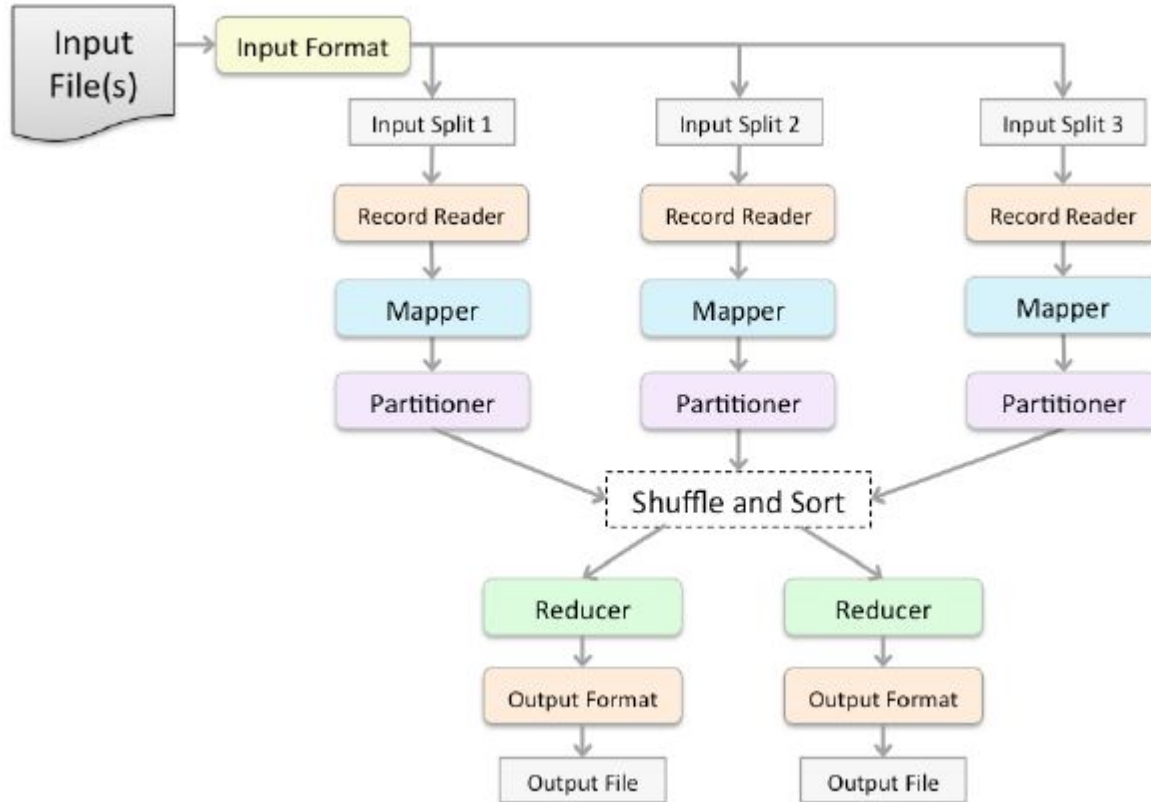 Input
File(s)
Input Format
Input Split 1
Input Split 2
Input Split 3
Record Reader
Record Reader
Record Reader
Mapper
Mapper
Mapper
Partitioner
Partitioner
Partitioner
Shuffle and Sort
Reducer
Reducer
Output Format
Output Format
Output File
Output File